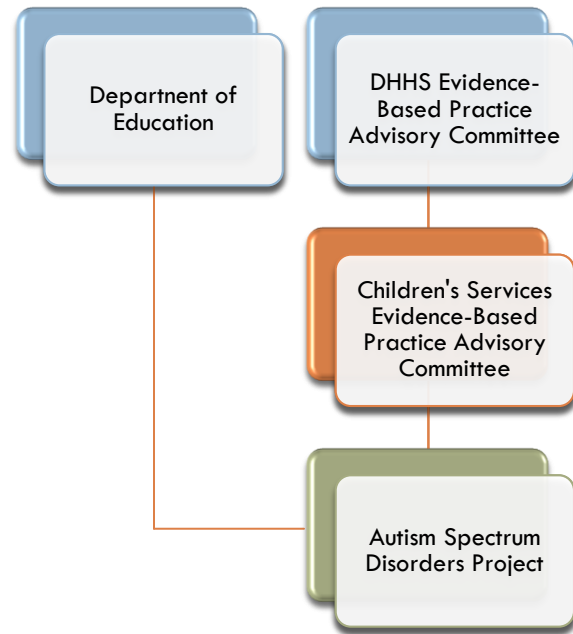 Department of
Education
DHHS Evidence-
Based Practice
Advisory Committee
Children's Services
Evidence-Based
Practice Advisory
Committee
Autism Spectrum
Disorders Project